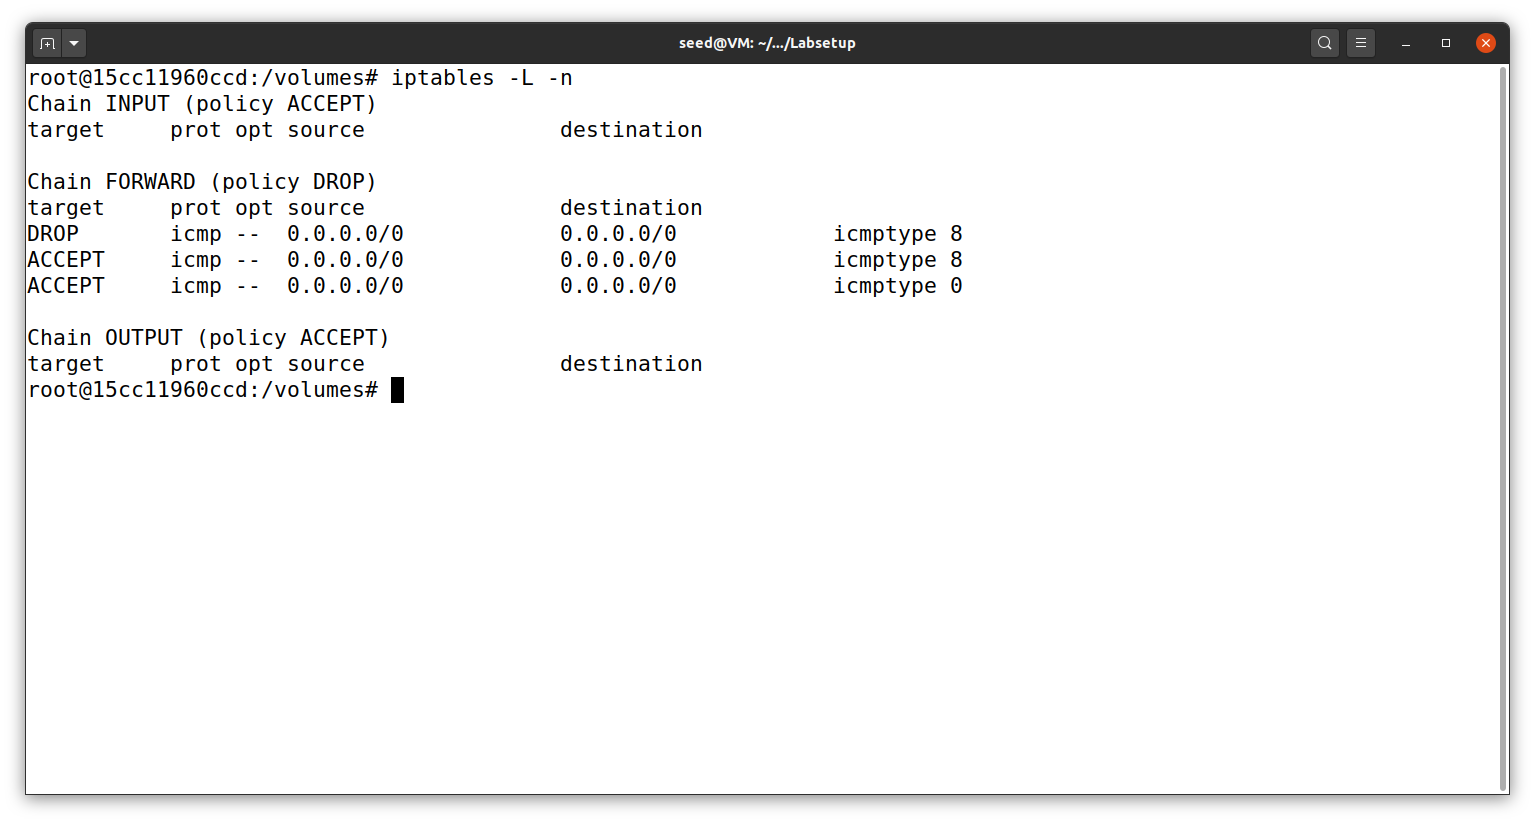 seed@VM: ~/.../Labsetup
root@15cc11960ccd:/volumes# iptables -L -n
Chain INPUT (policy ACCEPT)
target     prot opt source               destination

Chain FORWARD (policy DROP)
target     prot opt source               destination
DROP       icmp --  0.0.0.0/0            0.0.0.0/0            icmptype 8
ACCEPT     icmp --  0.0.0.0/0            0.0.0.0/0            icmptype 8
ACCEPT     icmp --  0.0.0.0/0            0.0.0.0/0            icmptype 0

Chain OUTPUT (policy ACCEPT)
target     prot opt source               destination
root@15cc11960ccd:/volumes#